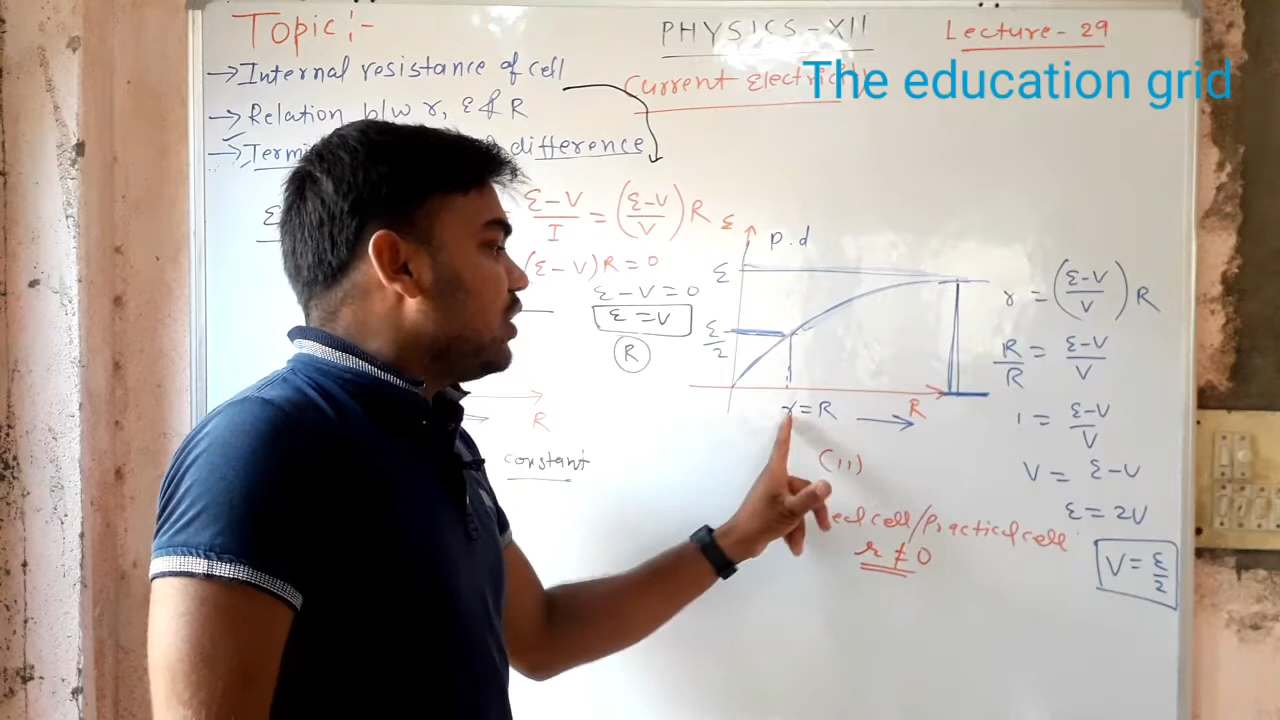 Topic :-
PHYSICS - XII
Lecture - 29
→ Internal resistance of cell
Current Electricity
The education grid
→ Relation b/w r, ε & R
→ difference
= (ε-V)/I = ((ε-V)/V) R
(ε-V)R = 0
ε-V = 0
ε = V
R
R
constant
ε
p.d
ε
ε/2
r = R → R
(ii)
cell/practical cell
r ≠ 0
r = ((ε-V)/V) R
R/R = (ε-V)/V
1 = (ε-V)/V
V = ε-V
ε = 2V
V = ε/2